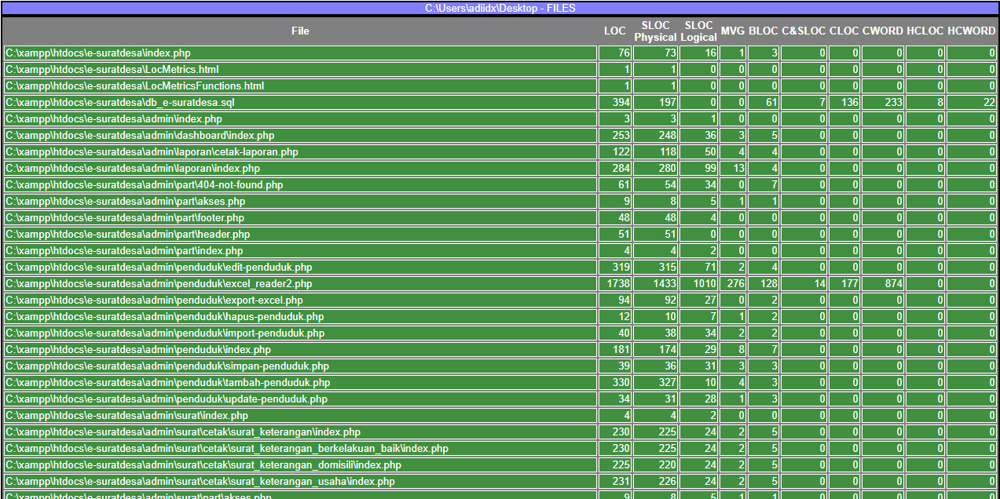 C:\Users\adiidx\Desktop - FILES
File LOC SLOC Physical SLOC Logical MVG BLOC C&SLOC CLOC CWORD HCLOC HCWORD
C:\xampp\htdocs\e-suratdesa\index.php 76 73 16 1 3 0 0 0 0 0
C:\xampp\htdocs\e-suratdesa\LocMetrics.html 1 1 0 0 0 0 0 0 0 0
C:\xampp\htdocs\e-suratdesa\LocMetricsFunctions.html 1 1 0 0 0 0 0 0 0 0
C:\xampp\htdocs\e-suratdesa\db_e-suratdesa.sql 394 197 0 0 61 7 136 233 8 22
C:\xampp\htdocs\e-suratdesa\admin\index.php 3 3 1 0 0 0 0 0 0 0
C:\xampp\htdocs\e-suratdesa\admin\dashboard\index.php 253 248 36 3 5 0 0 0 0 0
C:\xampp\htdocs\e-suratdesa\admin\laporan\cetak-laporan.php 122 118 50 4 4 0 0 0 0 0
C:\xampp\htdocs\e-suratdesa\admin\laporan\index.php 284 280 99 13 4 0 0 0 0 0
C:\xampp\htdocs\e-suratdesa\admin\part\404-not-found.php 61 54 34 0 7 0 0 0 0 0
C:\xampp\htdocs\e-suratdesa\admin\part\akses.php 9 8 5 1 1 0 0 0 0 0
C:\xampp\htdocs\e-suratdesa\admin\part\footer.php 48 48 4 0 0 0 0 0 0 0
C:\xampp\htdocs\e-suratdesa\admin\part\header.php 51 51 0 0 0 0 0 0 0 0
C:\xampp\htdocs\e-suratdesa\admin\part\index.php 4 4 2 0 0 0 0 0 0 0
C:\xampp\htdocs\e-suratdesa\admin\penduduk\edit-penduduk.php 319 315 71 2 4 0 0 0 0 0
C:\xampp\htdocs\e-suratdesa\admin\penduduk\excel_reader2.php 1738 1433 1010 276 128 14 177 874 0 0
C:\xampp\htdocs\e-suratdesa\admin\penduduk\export-excel.php 94 92 27 0 2 0 0 0 0 0
C:\xampp\htdocs\e-suratdesa\admin\penduduk\hapus-penduduk.php 12 10 7 1 2 0 0 0 0 0
C:\xampp\htdocs\e-suratdesa\admin\penduduk\import-penduduk.php 40 38 34 2 2 0 0 0 0 0
C:\xampp\htdocs\e-suratdesa\admin\penduduk\index.php 181 174 29 8 7 0 0 0 0 0
C:\xampp\htdocs\e-suratdesa\admin\penduduk\simpan-penduduk.php 39 36 31 3 3 0 0 0 0 0
C:\xampp\htdocs\e-suratdesa\admin\penduduk\tambah-penduduk.php 330 327 10 4 3 0 0 0 0 0
C:\xampp\htdocs\e-suratdesa\admin\penduduk\update-penduduk.php 34 31 28 1 3 0 0 0 0 0
C:\xampp\htdocs\e-suratdesa\admin\surat\index.php 4 4 2 0 0 0 0 0 0 0
C:\xampp\htdocs\e-suratdesa\admin\surat\cetak\surat_keterangan\index.php 230 225 24 2 5 0 0 0 0 0
C:\xampp\htdocs\e-suratdesa\admin\surat\cetak\surat_keterangan_berkelakuan_baik\index.php 230 225 24 2 5 0 0 0 0 0
C:\xampp\htdocs\e-suratdesa\admin\surat\cetak\surat_keterangan_domisili\index.php 225 220 24 2 5 0 0 0 0 0
C:\xampp\htdocs\e-suratdesa\admin\surat\cetak\surat_keterangan_usaha\index.php 231 226 24 2 5 0 0 0 0 0
C:\xampp\htdocs\e-suratdesa\admin\surat\part\akses.php 9 8 5 1 1 0 0 0 0 0